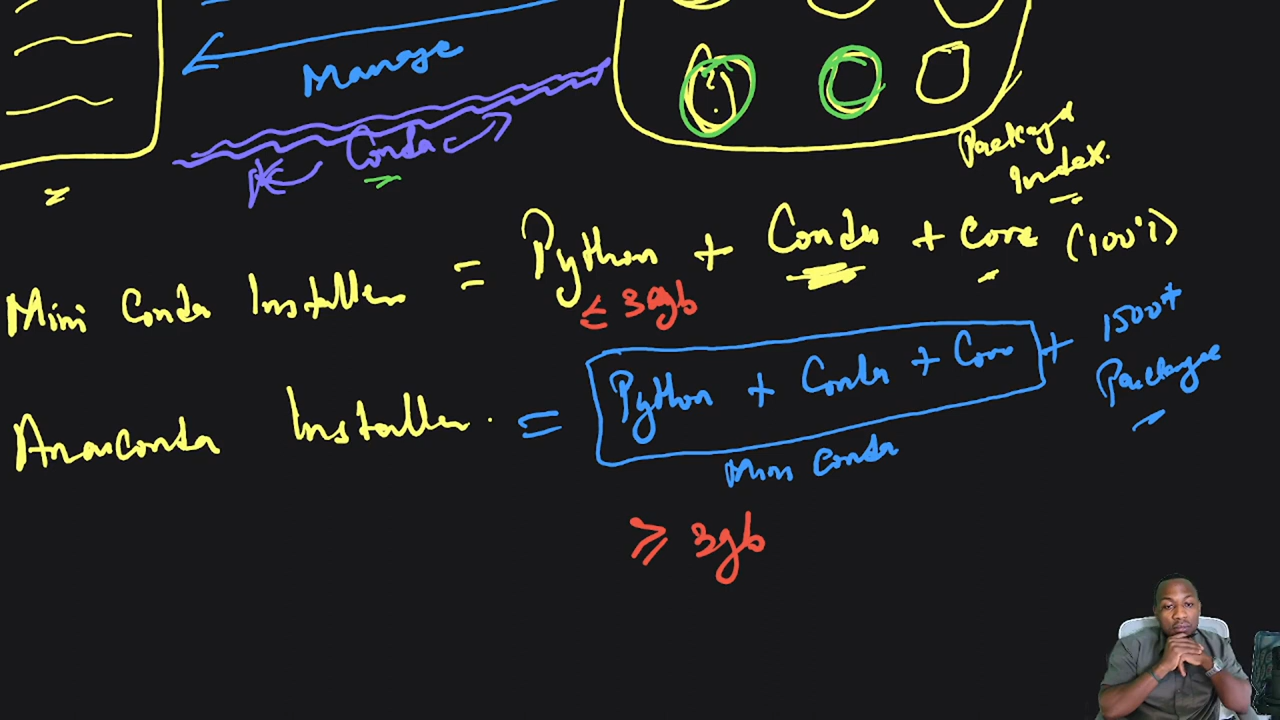 Manage
Conda
Package
Index.
Mini Conda Installer = Python + Conda + core (100%)
≤ 3gb
Anaconda Installer. = Python + Conda + Core + 1500+
Package
Mini Conda
≥ 3gb